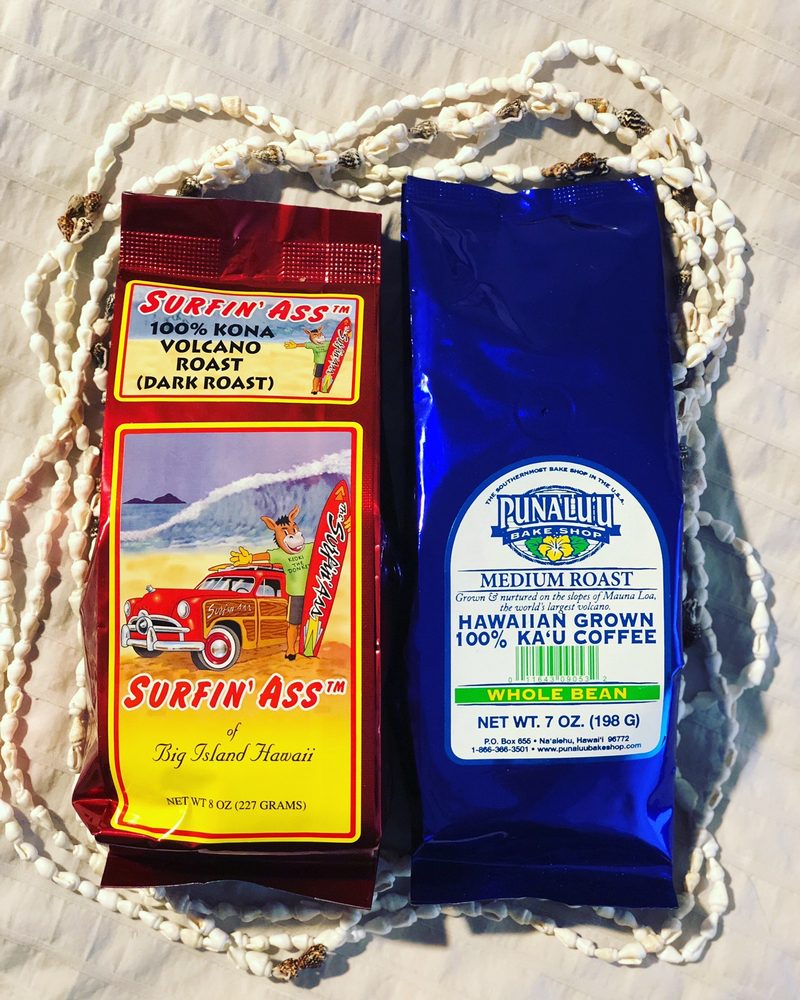 SURFIN' ASS™
100% KONA
VOLCANO
ROAST
(DARK ROAST)
KIOKI
THE
DONKEY
Surfin' Ass
SURFIN' ASS™
of
Big Island Hawaii
NET WT 8 OZ (227 GRAMS)
THE SOUTHERNMOST BAKE SHOP IN THE U.S.A.
PUNALU'U
BAKE SHOP
MEDIUM ROAST
Grown & nurtured on the slopes of Mauna Loa,
the world's largest volcano.
HAWAIIAN GROWN
100% KA'U COFFEE
WHOLE BEAN
NET WT. 7 OZ. (198 G)
P.O. Box 655 • Na'alehu, Hawai'i 96772
1-866-366-3501 • www.punaluubakeshop.com